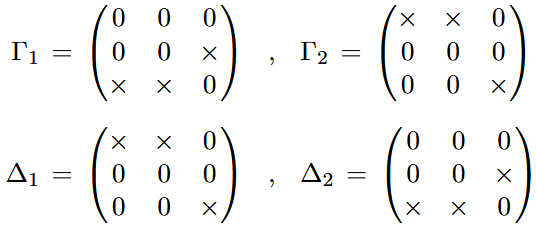 Γ₁ = ( 0 0 0 ; 0 0 × ; × × 0 ) , Γ₂ = ( × × 0 ; 0 0 0 ; 0 0 × )
Δ₁ = ( × × 0 ; 0 0 0 ; 0 0 × ) , Δ₂ = ( 0 0 0 ; 0 0 × ; × × 0 )